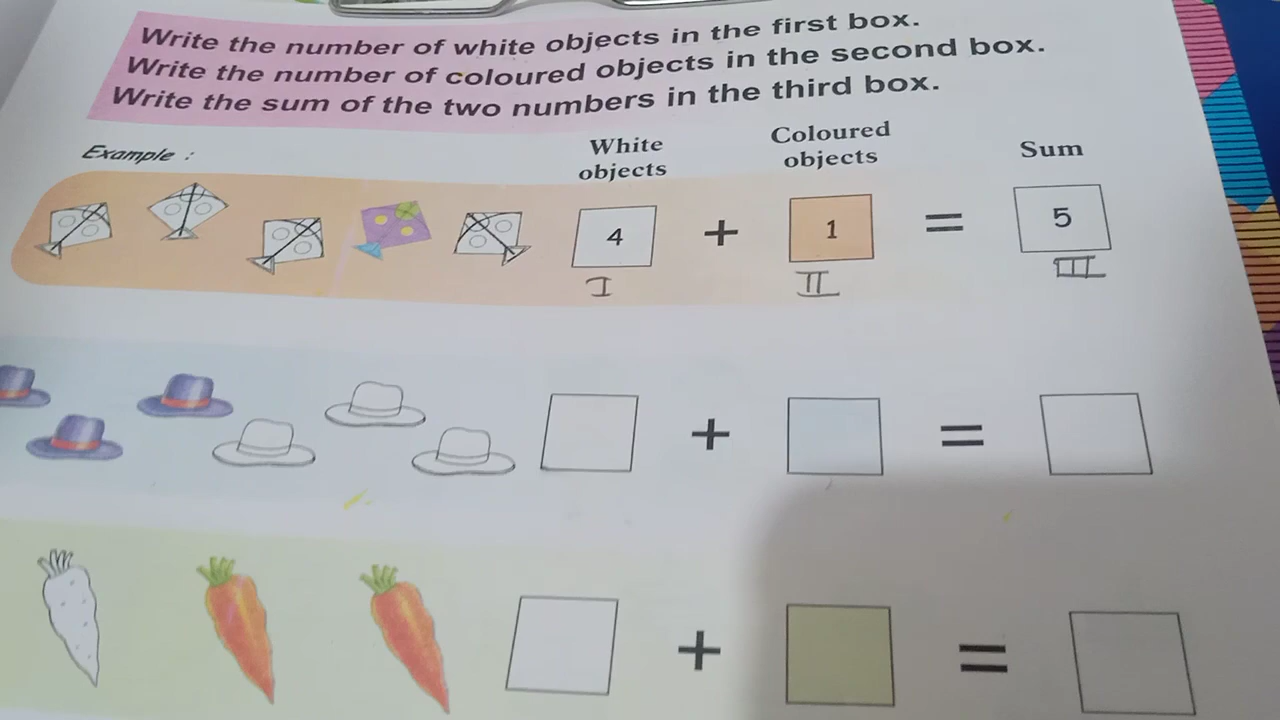 Write the number of white objects in the first box.
Write the number of coloured objects in the second box.
Write the sum of the two numbers in the third box.
Example :
White objects
Coloured objects
Sum
4 + 1 = 5
I II III
+ =
+ =